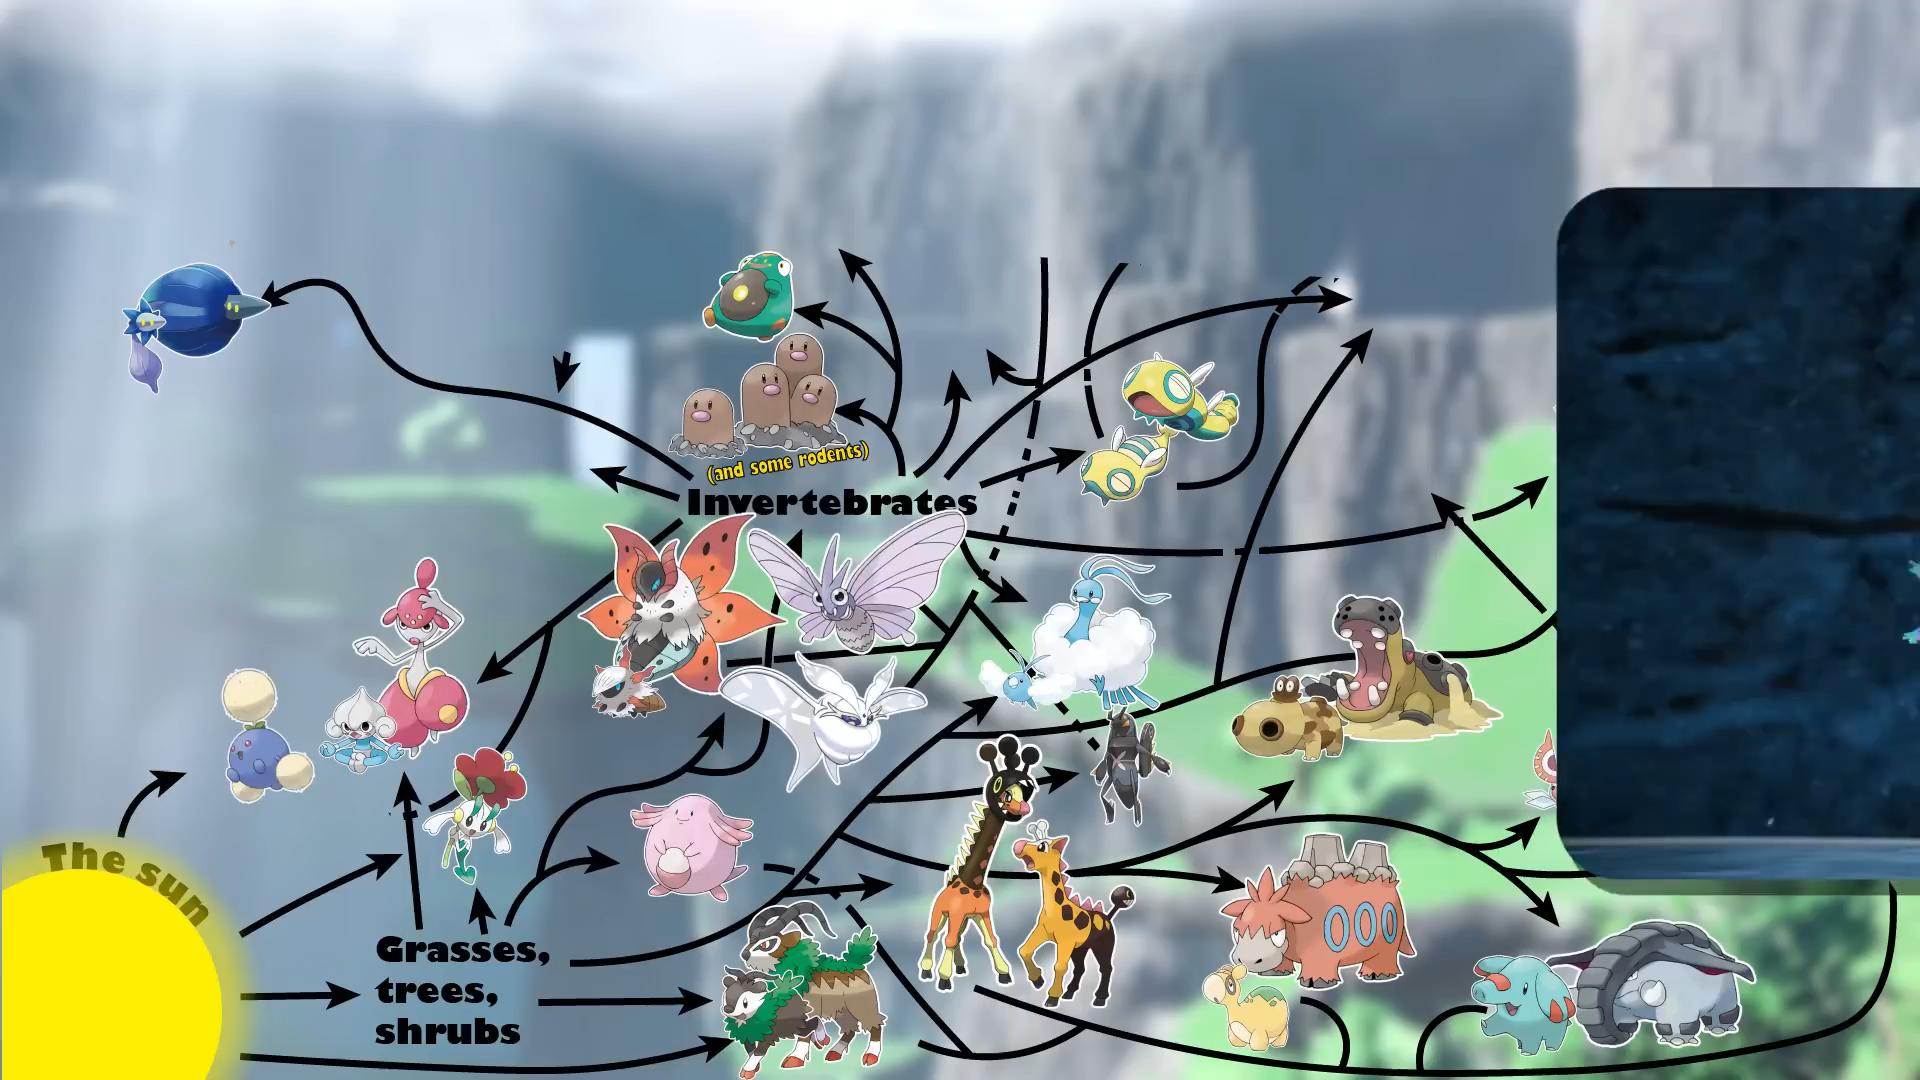 (and some rodents)
Invertebrates
The sun
Grasses,
trees,
shrubs